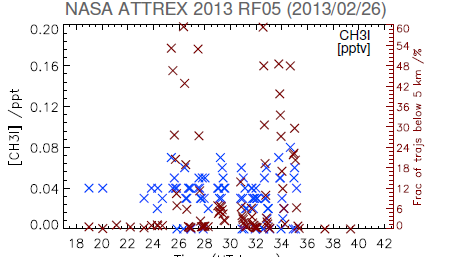 NASA ATTREX 2013 RF05 (2013/02/26)
CH3I
[pptv]
[CH3I] /ppt
0.20
0.16
0.12
0.08
0.04
0.00
60
54
48
42
36
30
24
18
12
6
0
Frac of trajs below 5 km /%
18 20 22 24 26 28 30 32 34 36 38 40 42